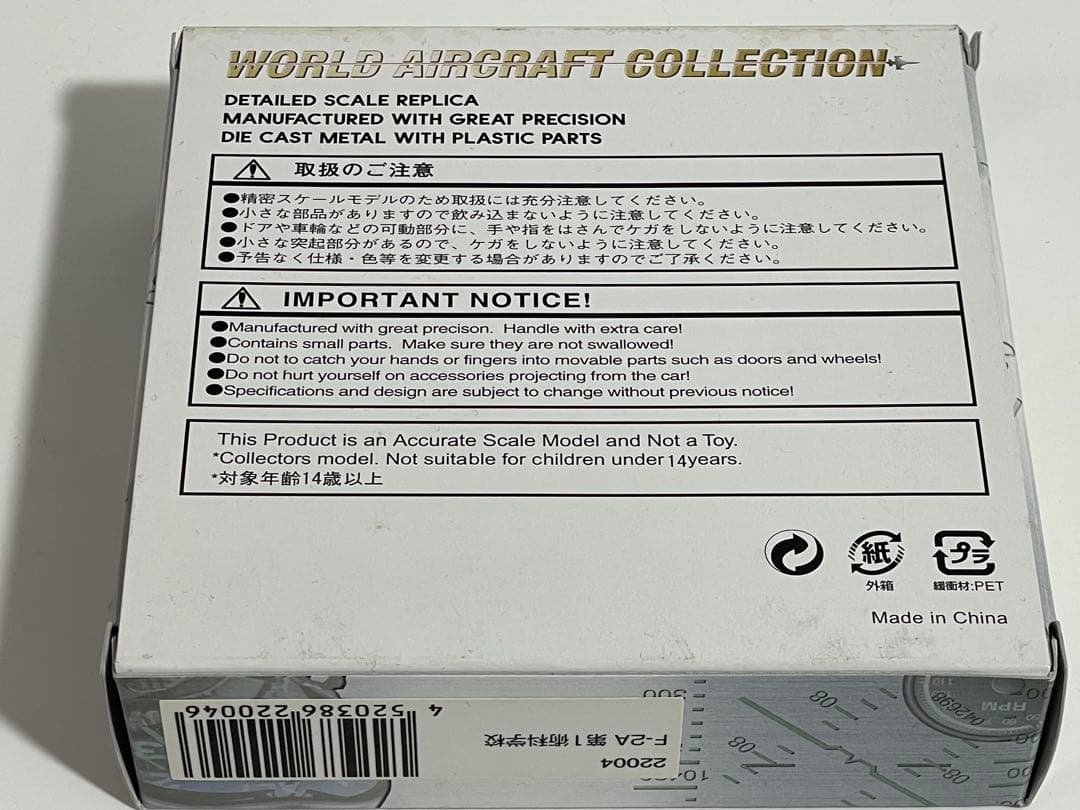 WORLD AIRCRAFT COLLECTION
DETAILED SCALE REPLICA
MANUFACTURED WITH GREAT PRECISION
DIE CAST METAL WITH PLASTIC PARTS
取扱のご注意
●精密スケールモデルのため取扱には充分注意してください。
●小さな部品がありますので飲み込まないように注意してください。
●ドアや車輪などの可動部分に、手や指をはさんでケガをしないように注意してください。
●小さな突起部分があるので、ケガをしないように注意してください。
●予告なく仕様・色等を変更する場合がありますのでご了承ください。
IMPORTANT NOTICE!
●Manufactured with great precison. Handle with extra care!
●Contains small parts. Make sure they are not swallowed!
●Do not to catch your hands or fingers into movable parts such as doors and wheels!
●Do not hurt yourself on accessories projecting from the car!
●Specifications and design are subject to change without previous notice!
This Product is an Accurate Scale Model and Not a Toy.
*Collectors model. Not suitable for children under 14years.
*対象年齢14歳以上
紙
外箱
プラ
緩衝材:PET
Made in China
22004
F-2A 第1術科学校
4 520386 220046
300
08
08-
080
042698
RPM
110